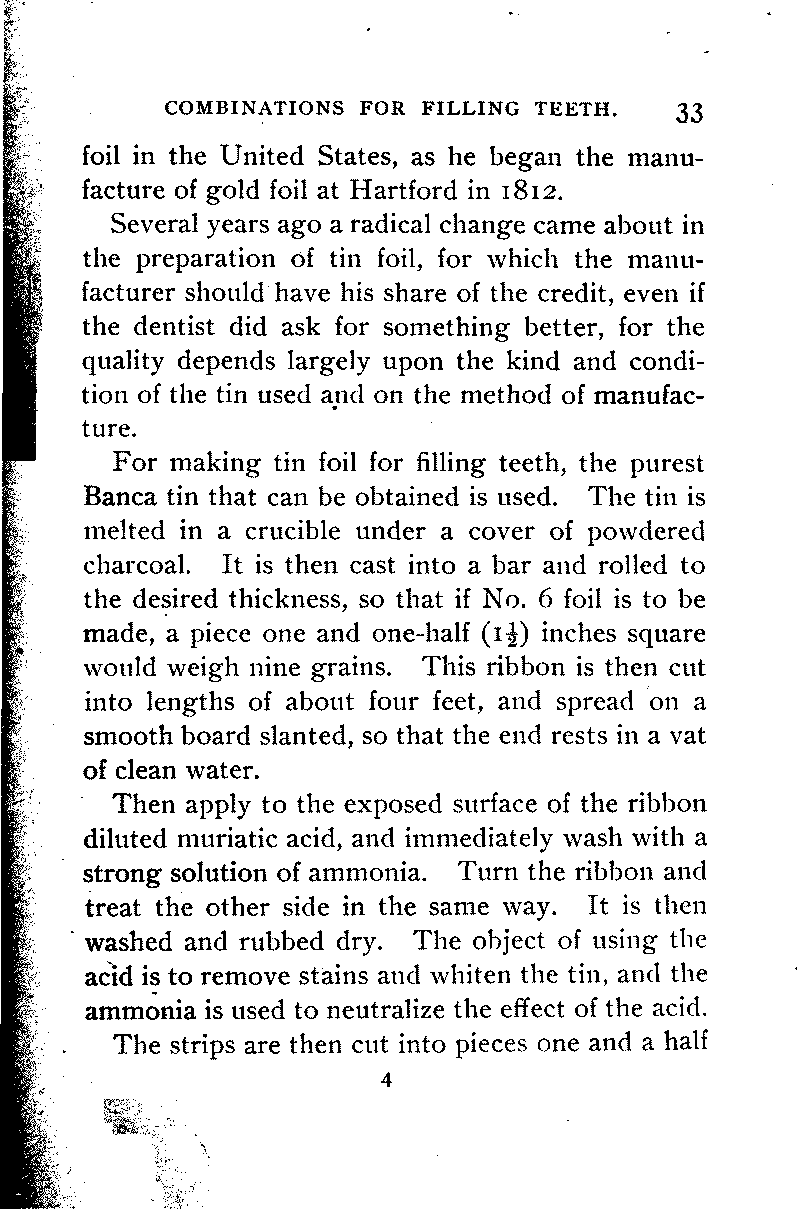 COMBINATIONS FOR FILLING TEETH. 33
foil in the United States, as he began the manu-
facture of gold foil at Hartford in 1812.
Several years ago a radical change came about in
the preparation of tin foil, for which the manu-
facturer should have his share of the credit, even if
the dentist did ask for something better, for the
quality depends largely upon the kind and condi-
tion of the tin used and on the method of manufac-
ture.
For making tin foil for filling teeth, the purest
Banca tin that can be obtained is used. The tin is
melted in a crucible under a cover of powdered
charcoal. It is then cast into a bar and rolled to
the desired thickness, so that if No. 6 foil is to be
made, a piece one and one-half (1½) inches square
would weigh nine grains. This ribbon is then cut
into lengths of about four feet, and spread on a
smooth board slanted, so that the end rests in a vat
of clean water.
Then apply to the exposed surface of the ribbon
diluted muriatic acid, and immediately wash with a
strong solution of ammonia. Turn the ribbon and
treat the other side in the same way. It is then
washed and rubbed dry. The object of using the
acid is to remove stains and whiten the tin, and the
ammonia is used to neutralize the effect of the acid.
The strips are then cut into pieces one and a half
4